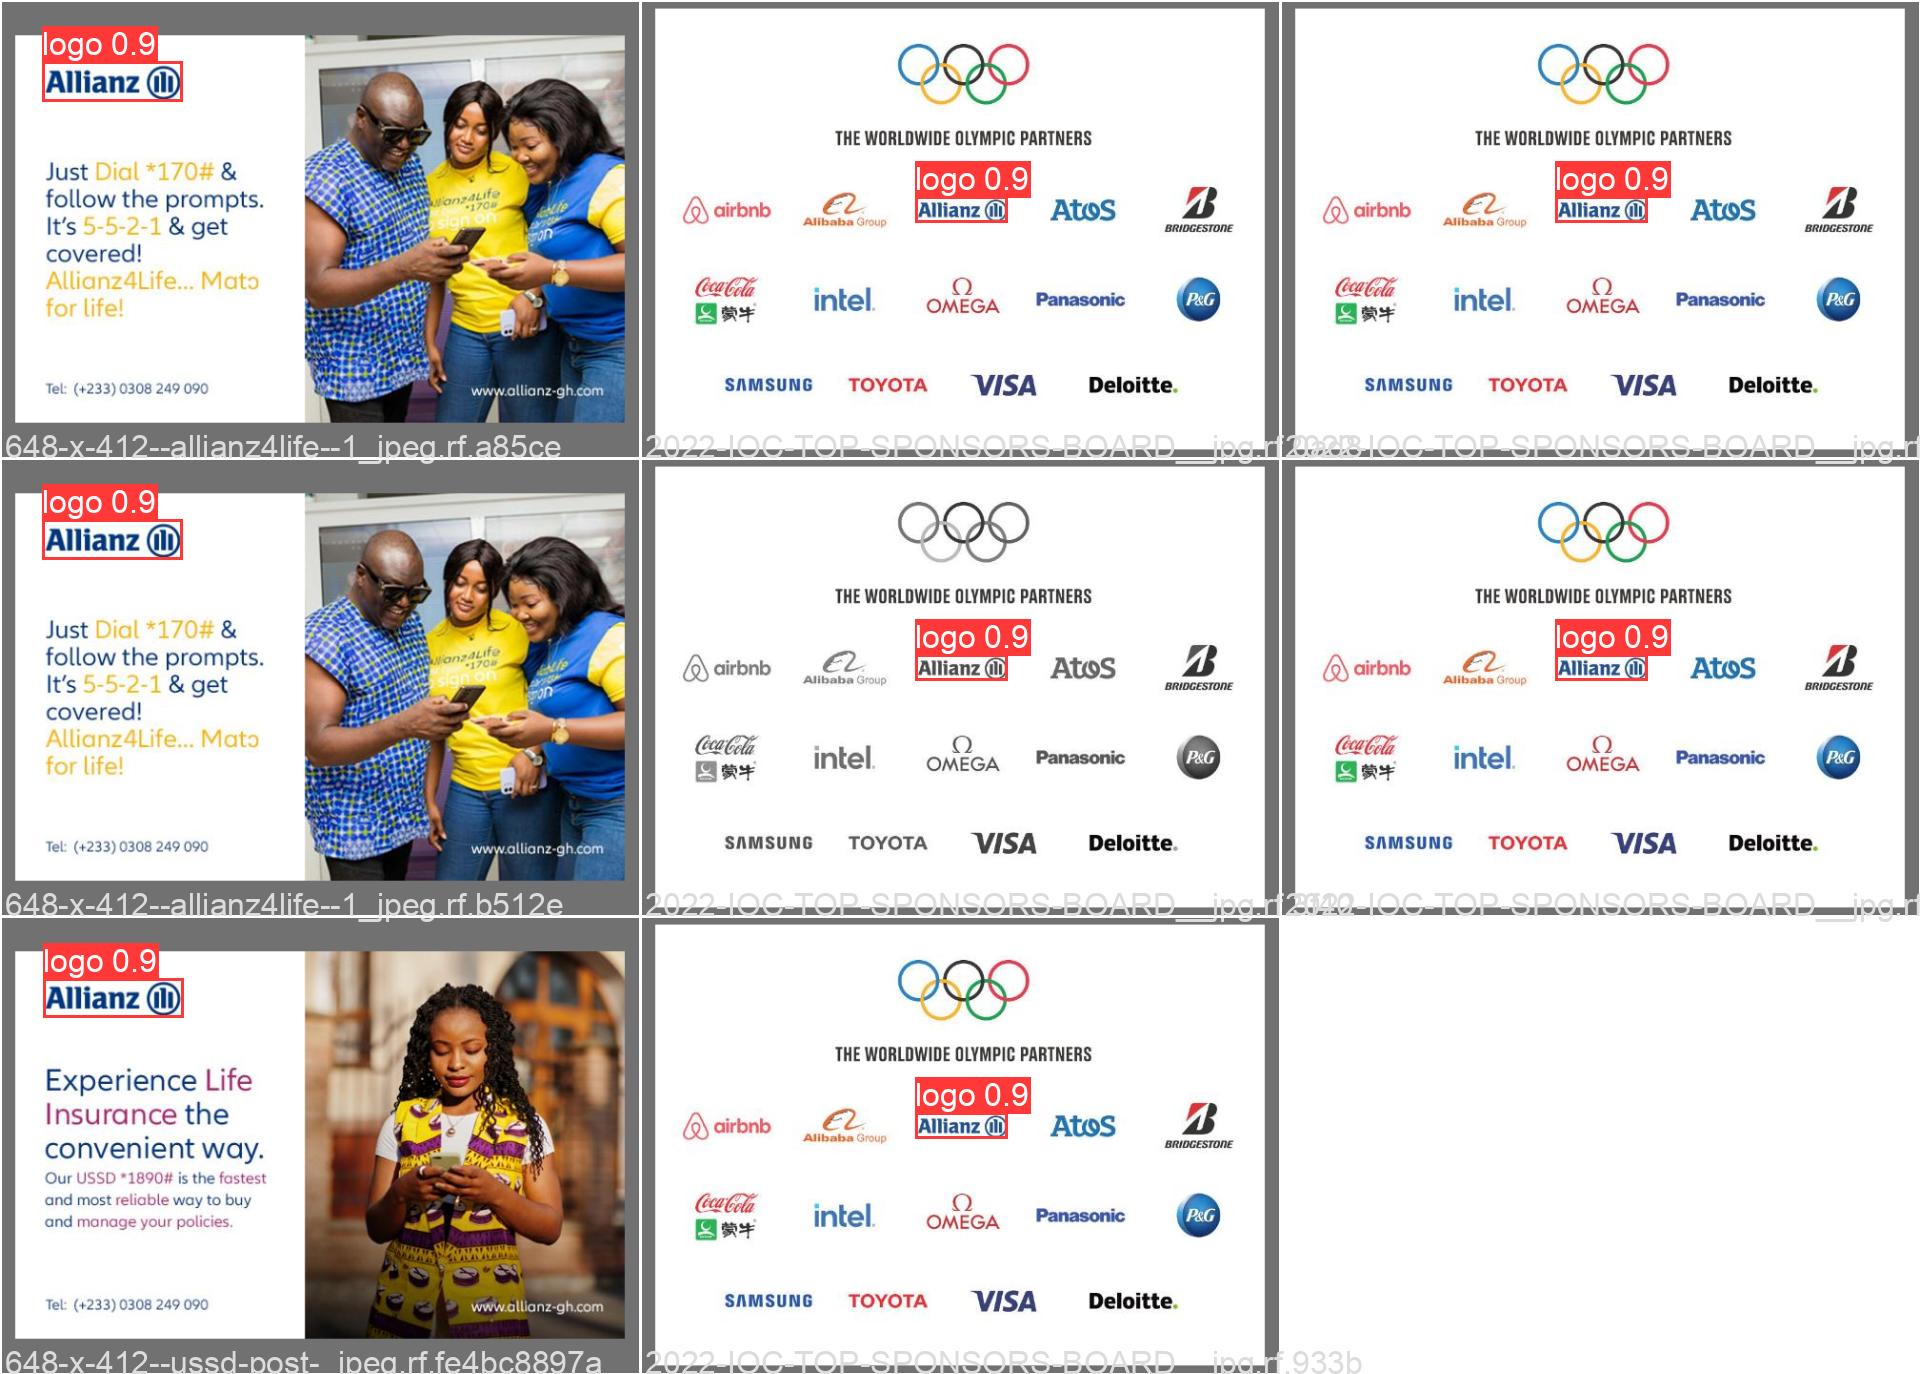 logo 0.9
Allianz
Just Dial *170# &
follow the prompts.
It's 5-5-2-1 & get
covered!
Allianz4Life... Matɔ
for life!
Tel: (+233) 0308 249 090
Allianz4Life
*170#
sign on
www.allianz-gh.com
648-x-412--allianz4life--1_jpeg.rf.a85ce
THE WORLDWIDE OLYMPIC PARTNERS
logo 0.9
airbnb Alibaba Group Allianz Atos BRIDGESTONE
Coca-Cola 蒙牛 intel. OMEGA Panasonic P&G
SAMSUNG TOYOTA VISA Deloitte.
2022-IOC-TOP-SPONSORS-BOARD__jpg.rf
THE WORLDWIDE OLYMPIC PARTNERS
logo 0.9
airbnb Alibaba Group Allianz Atos BRIDGESTONE
Coca-Cola 蒙牛 intel. OMEGA Panasonic P&G
SAMSUNG TOYOTA VISA Deloitte.
2022-IOC-TOP-SPONSORS-BOARD__jpg.rf
logo 0.9
Allianz
Just Dial *170# &
follow the prompts.
It's 5-5-2-1 & get
covered!
Allianz4Life... Matɔ
for life!
Tel: (+233) 0308 249 090
Allianz4Life
*170#
sign on
www.allianz-gh.com
648-x-412--allianz4life--1_jpeg.rf.b512e
THE WORLDWIDE OLYMPIC PARTNERS
logo 0.9
airbnb Alibaba Group Allianz Atos BRIDGESTONE
Coca-Cola 蒙牛 intel. OMEGA Panasonic P&G
SAMSUNG TOYOTA VISA Deloitte.
2022-IOC-TOP-SPONSORS-BOARD__jpg.rf
THE WORLDWIDE OLYMPIC PARTNERS
logo 0.9
airbnb Alibaba Group Allianz Atos BRIDGESTONE
Coca-Cola 蒙牛 intel. OMEGA Panasonic P&G
SAMSUNG TOYOTA VISA Deloitte.
2022-IOC-TOP-SPONSORS-BOARD__jpg.rf
logo 0.9
Allianz
Experience Life
Insurance the
convenient way.
Our USSD *1890# is the fastest
and most reliable way to buy
and manage your policies.
Tel: (+233) 0308 249 090
www.allianz-gh.com
648-x-412--ussd-post-_jpeg.rf.fe4bc8897a
THE WORLDWIDE OLYMPIC PARTNERS
logo 0.9
airbnb Alibaba Group Allianz Atos BRIDGESTONE
Coca-Cola 蒙牛 intel. OMEGA Panasonic P&G
SAMSUNG TOYOTA VISA Deloitte.
2022-IOC-TOP-SPONSORS-BOARD__jpg.rf.933b